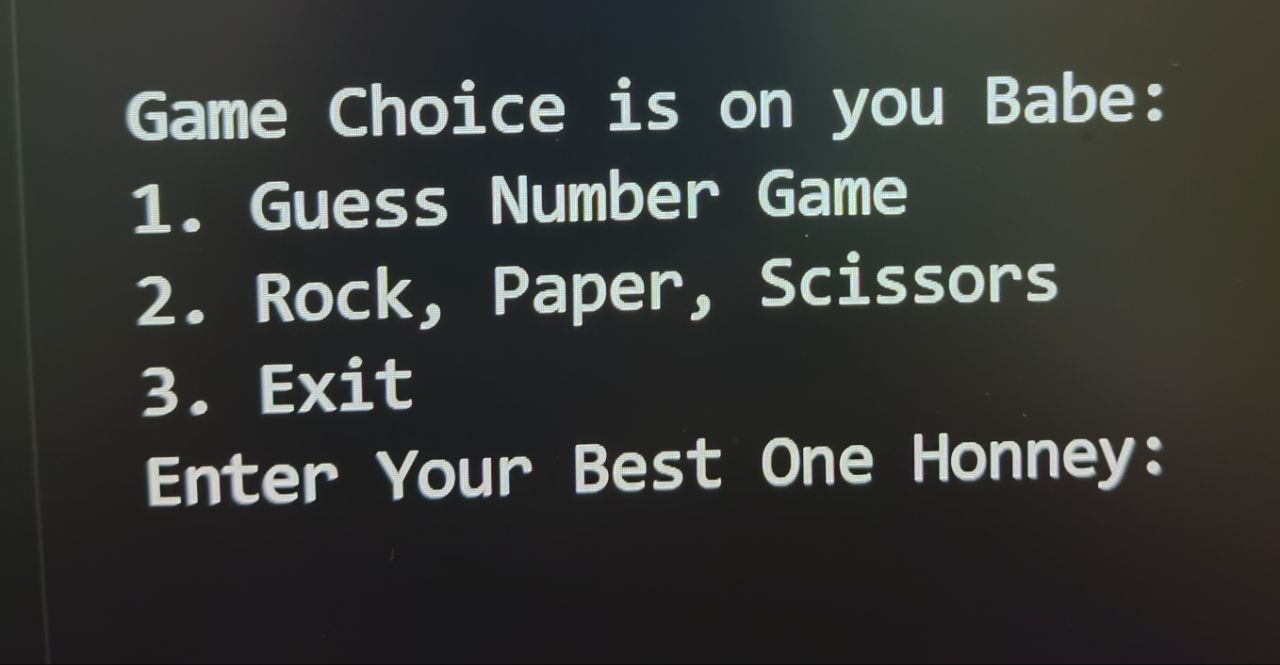 Game Choice is on you Babe:
1. Guess Number Game
2. Rock, Paper, Scissors
3. Exit
Enter Your Best One Honney: